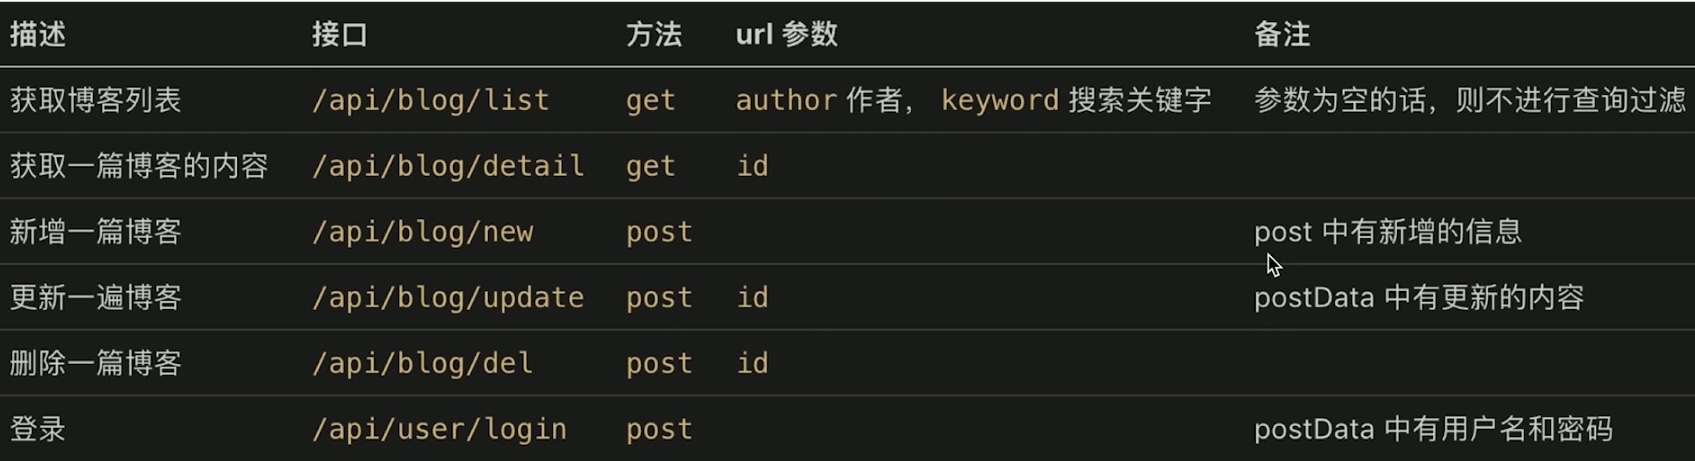 描述 接口 方法 url 参数 备注
获取博客列表 /api/blog/list get author 作者， keyword 搜索关键字 参数为空的话，则不进行查询过滤
获取一篇博客的内容 /api/blog/detail get id
新增一篇博客 /api/blog/new post post 中有新增的信息
更新一遍博客 /api/blog/update post id postData 中有更新的内容
删除一篇博客 /api/blog/del post id
登录 /api/user/login post postData 中有用户名和密码